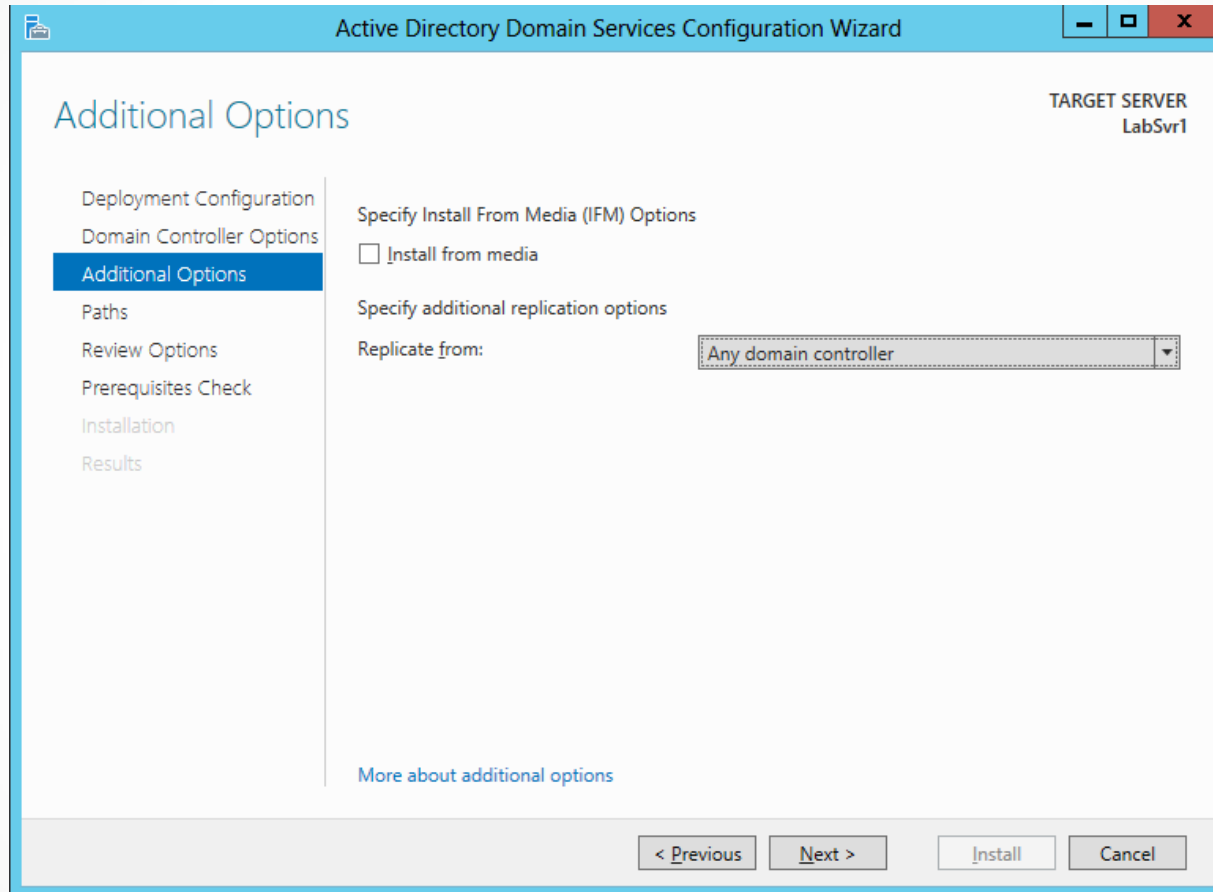 Active Directory Domain Services Configuration Wizard
Additional Options
TARGET SERVER
LabSvr1
Deployment Configuration
Domain Controller Options
Additional Options
Paths
Review Options
Prerequisites Check
Installation
Results
Specify Install From Media (IFM) Options
Install from media
Specify additional replication options
Replicate from:
Any domain controller
More about additional options
< Previous
Next >
Install
Cancel